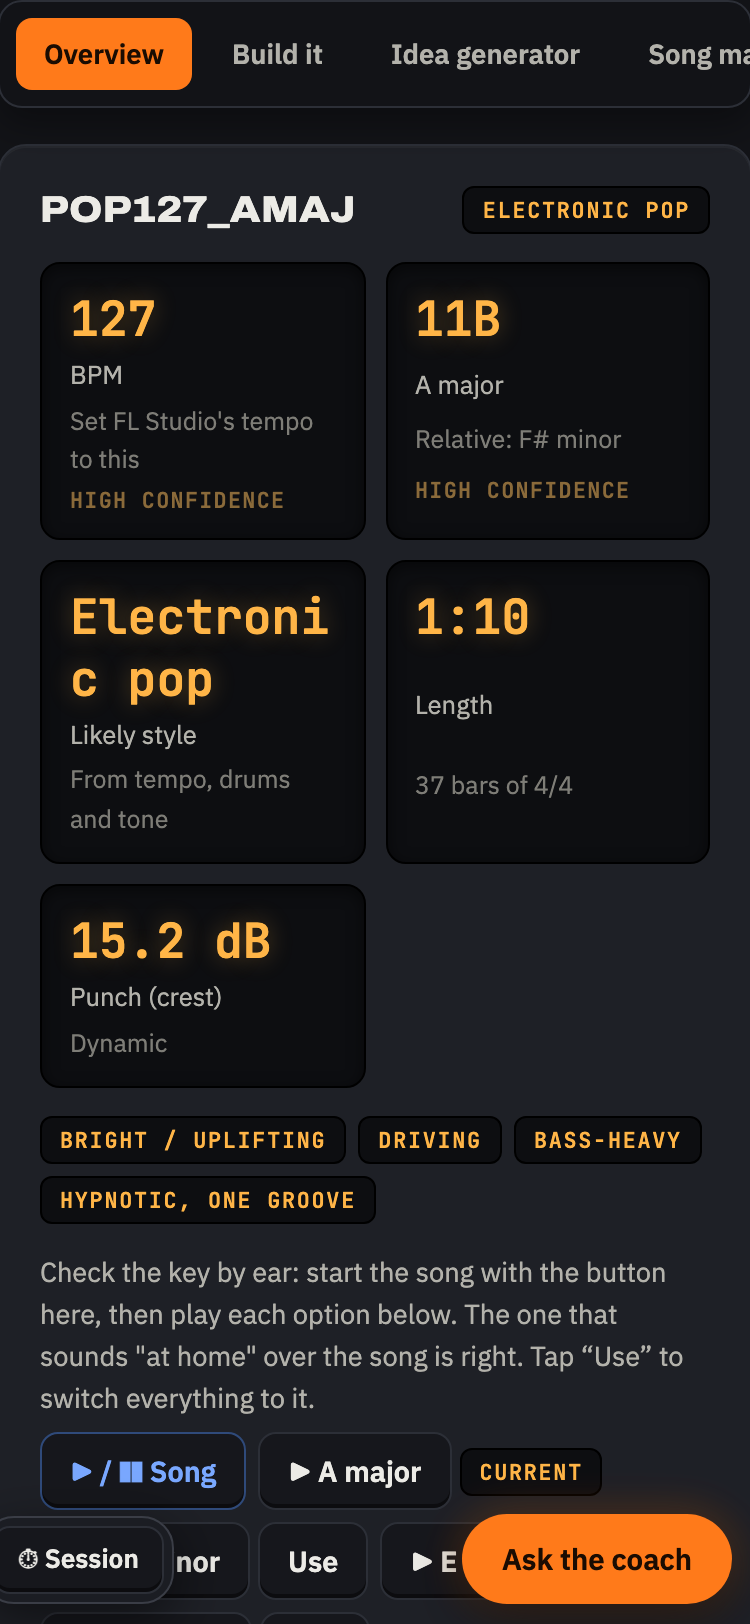 Overview Build it Idea generator Song ma
POP127_AMAJ ELECTRONIC POP
127
BPM
Set FL Studio's tempo
to this
HIGH CONFIDENCE
11B
A major
Relative: F# minor
HIGH CONFIDENCE
Electroni
c pop
Likely style
From tempo, drums
and tone
1:10
Length
37 bars of 4/4
15.2 dB
Punch (crest)
Dynamic
BRIGHT / UPLIFTING DRIVING BASS-HEAVY
HYPNOTIC, ONE GROOVE
Check the key by ear: start the song with the button
here, then play each option below. The one that
sounds "at home" over the song is right. Tap “Use” to
switch everything to it.
/ Song A major CURRENT
Session nor Use E Ask the coach